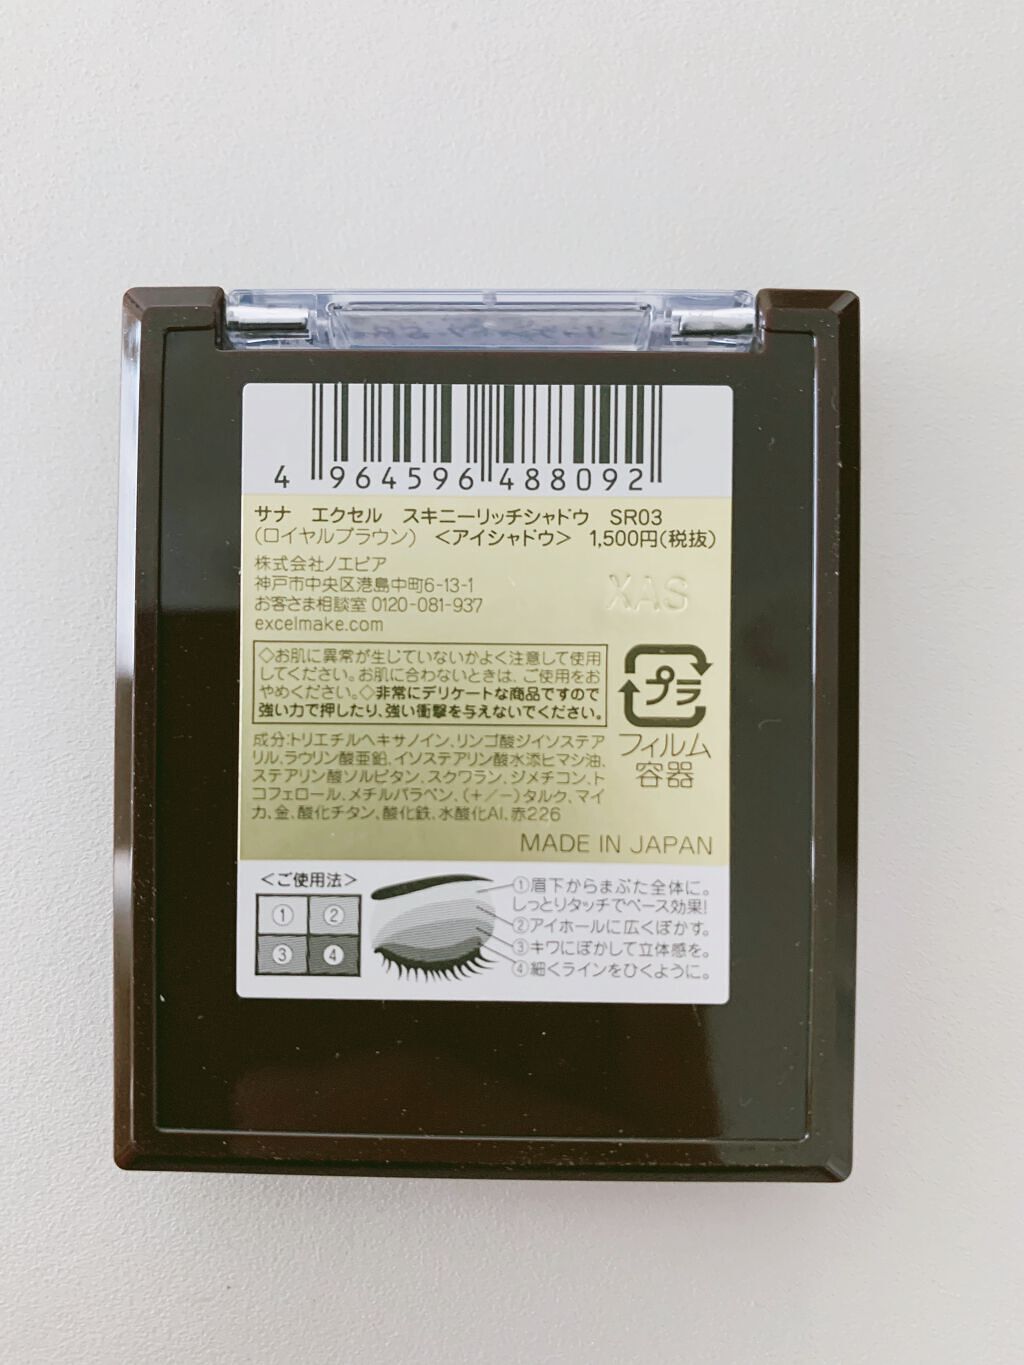 4 964596 488092
サナ エクセル スキニーリッチシャドウ SR03
(ロイヤルブラウン) <アイシャドウ> 1,500円(税抜)
株式会社ノエビア
神戸市中央区港島中町6-13-1
お客さま相談室 0120-081-937
excelmake.com
XAS
◇お肌に異常が生じていないかよく注意して使用
してください。お肌に合わないときは、ご使用をお
やめください。◇非常にデリケートな商品ですので
強い力で押したり、強い衝撃を与えないでください。
プラ
フィルム
容器
成分:トリエチルヘキサノイン、リンゴ酸ジイソステア
リル、ラウリン酸亜鉛、イソステアリン酸水添ヒマシ油、
ステアリン酸ソルビタン、スクワラン、ジメチコン、ト
コフェロール、メチルパラベン、(+/-)タルク、マイ
カ、金、酸化チタン、酸化鉄、水酸化Al、赤226
MADE IN JAPAN
<ご使用法>
① ②
③ ④
①眉下からまぶた全体に。
しっとりタッチでベース効果!
②アイホールに広くぼかす。
③キワにぼかして立体感を。
④細くラインをひくように。